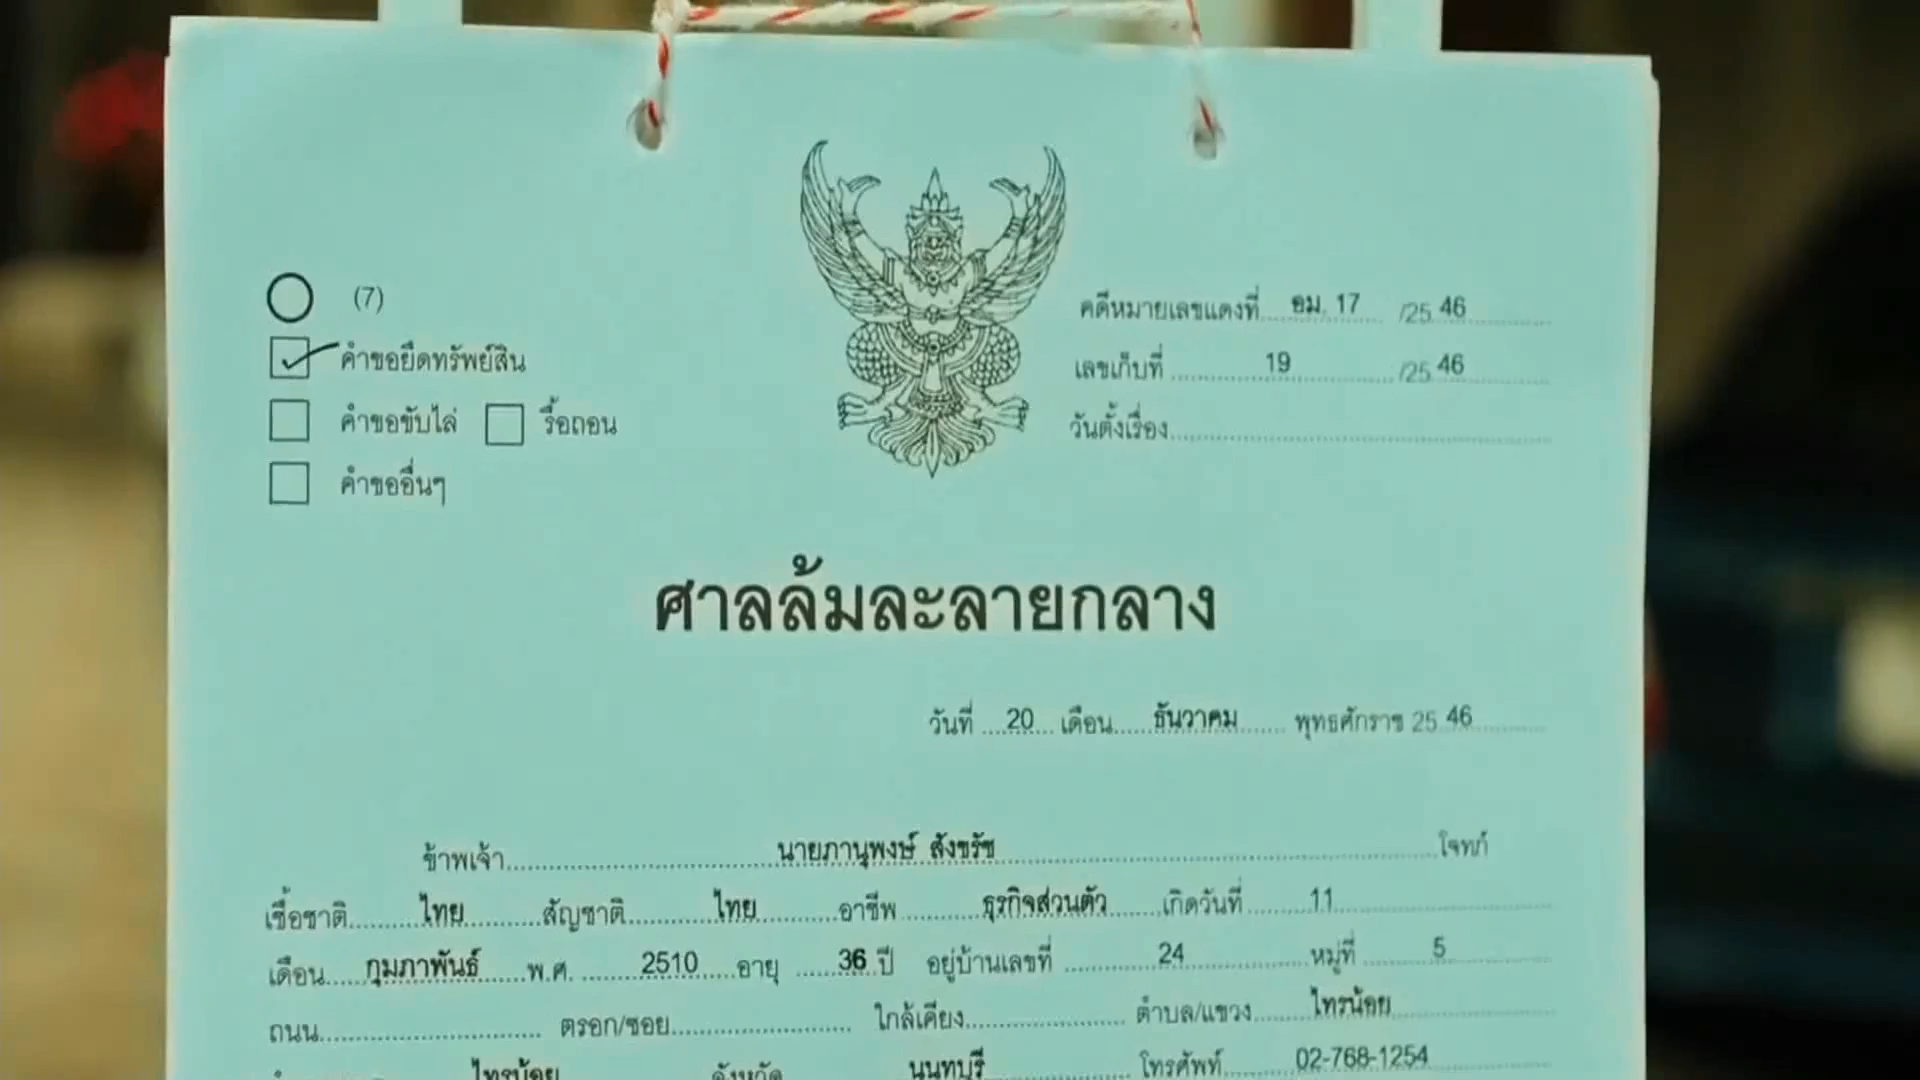 (7)
คำขอยึดทรัพย์สิน
คำขอขับไล่ รื้อถอน
คำขออื่นๆ
คดีหมายเลขแดงที่ อม. 17 /25 46
เลขเก็บที่ 19 /25 46
วันตั้งเรื่อง
ศาลล้มละลายกลาง
วันที่ 20 เดือน ธันวาคม พุทธศักราช 25 46
ข้าพเจ้า นายภานุพงษ์ สังขรัช โจทก์
เชื้อชาติ ไทย สัญชาติ ไทย อาชีพ ธุรกิจส่วนตัว เกิดวันที่ 11
เดือน กุมภาพันธ์ พ.ศ. 2510 อายุ 36 ปี อยู่บ้านเลขที่ 24 หมู่ที่ 5
ถนน ตรอก/ซอย ใกล้เคียง ตำบล/แขวง ไทรน้อย
ไทรน้อย จังหวัด นนทบุรี โทรศัพท์ 02-768-1254